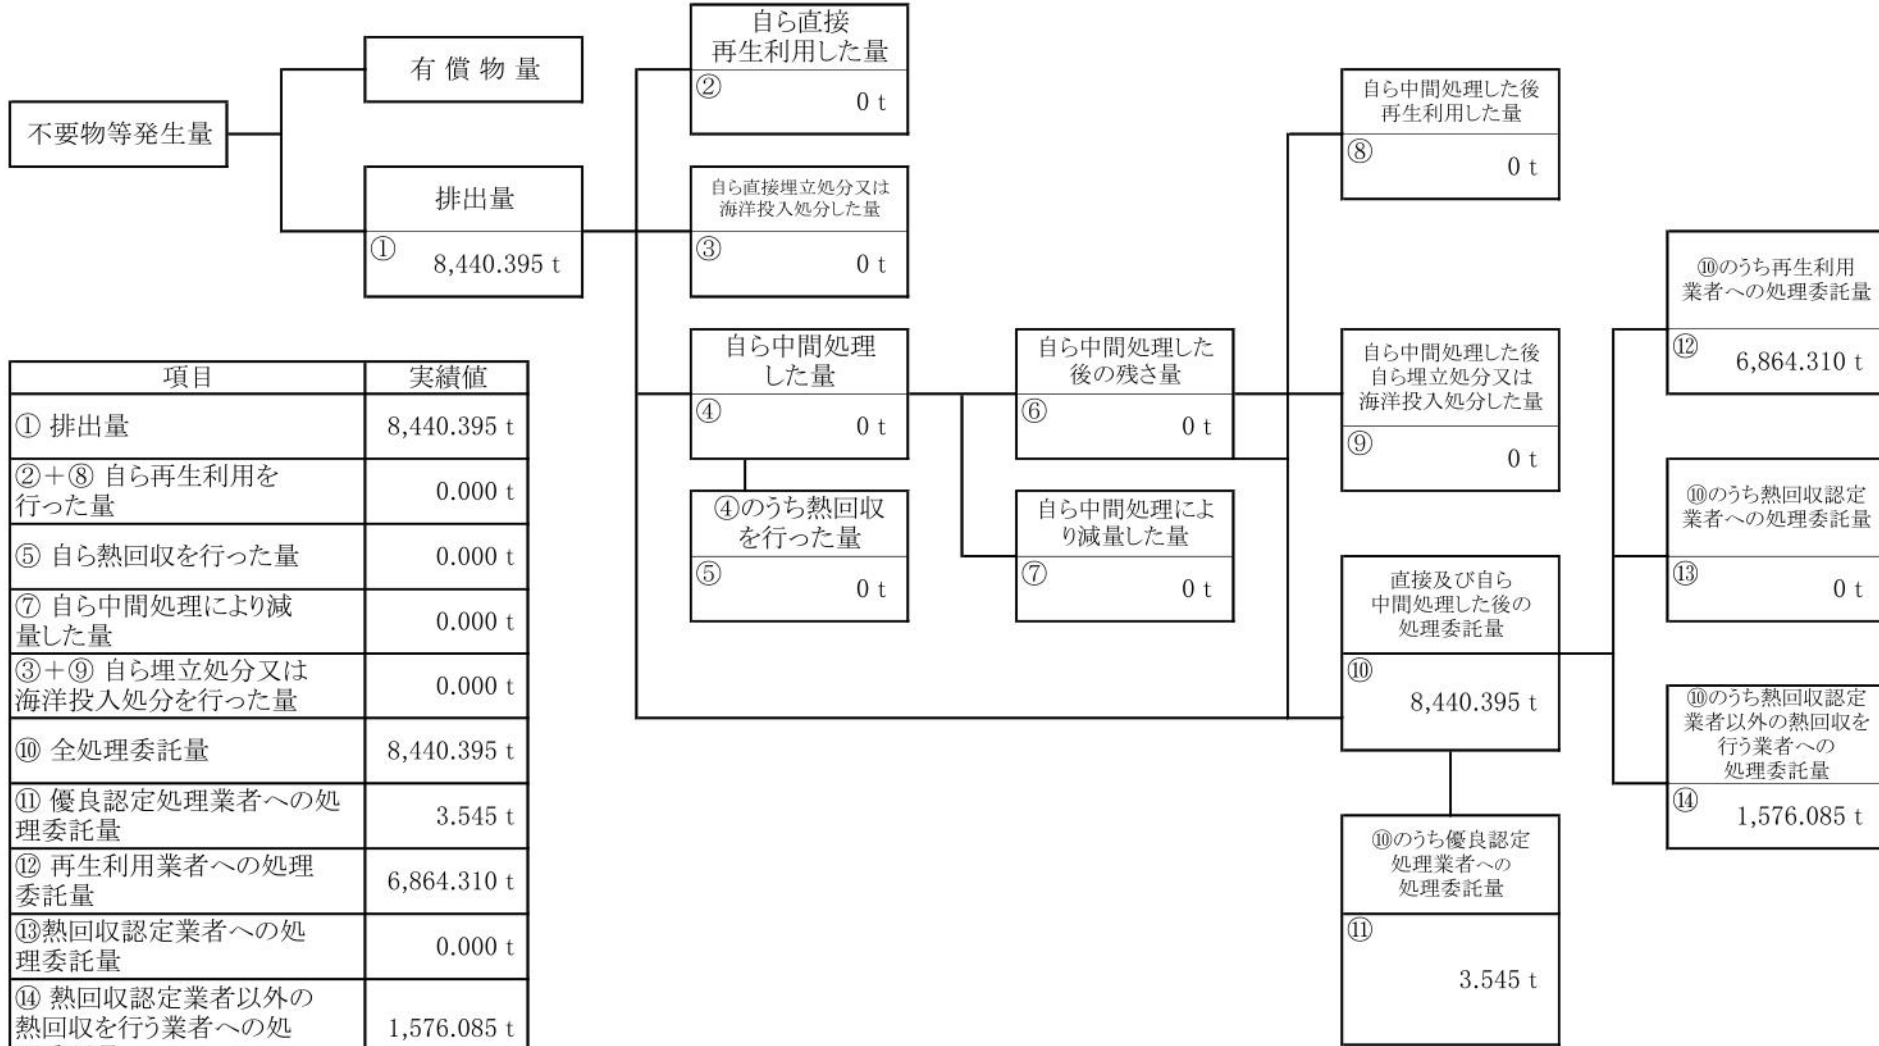 不要物等発生量
有償物量
排出量
①
8,440.395 t
自ら直接
再生利用した量
②
0 t
自ら直接埋立処分又は
海洋投入処分した量
③
0 t
自ら中間処理
した量
④
0 t
④のうち熱回収
を行った量
⑤
0 t
自ら中間処理した
後の残さ量
⑥
0 t
自ら中間処理によ
り減量した量
⑦
0 t
自ら中間処理した後
再生利用した量
⑧
0 t
自ら中間処理した後
自ら埋立処分又は
海洋投入処分した量
⑨
0 t
直接及び自ら
中間処理した後の
処理委託量
⑩
8,440.395 t
⑩のうち優良認定
処理業者への
処理委託量
⑪
3.545 t
⑩のうち再生利用
業者への処理委託量
⑫
6,864.310 t
⑩のうち熱回収認定
業者への処理委託量
⑬
0 t
⑩のうち熱回収認定
業者以外の熱回収を
行う業者への
処理委託量
⑭
1,576.085 t
項目 実績値
① 排出量 8,440.395 t
②+⑧ 自ら再生利用を
行った量 0.000 t
⑤ 自ら熱回収を行った量 0.000 t
⑦ 自ら中間処理により減
量した量 0.000 t
③+⑨ 自ら埋立処分又は
海洋投入処分を行った量 0.000 t
⑩ 全処理委託量 8,440.395 t
⑪ 優良認定処理業者への処
理委託量 3.545 t
⑫ 再生利用業者への処理
委託量 6,864.310 t
⑬熱回収認定業者への処
理委託量 0.000 t
⑭ 熱回収認定業者以外の
熱回収を行う業者への処 1,576.085 t